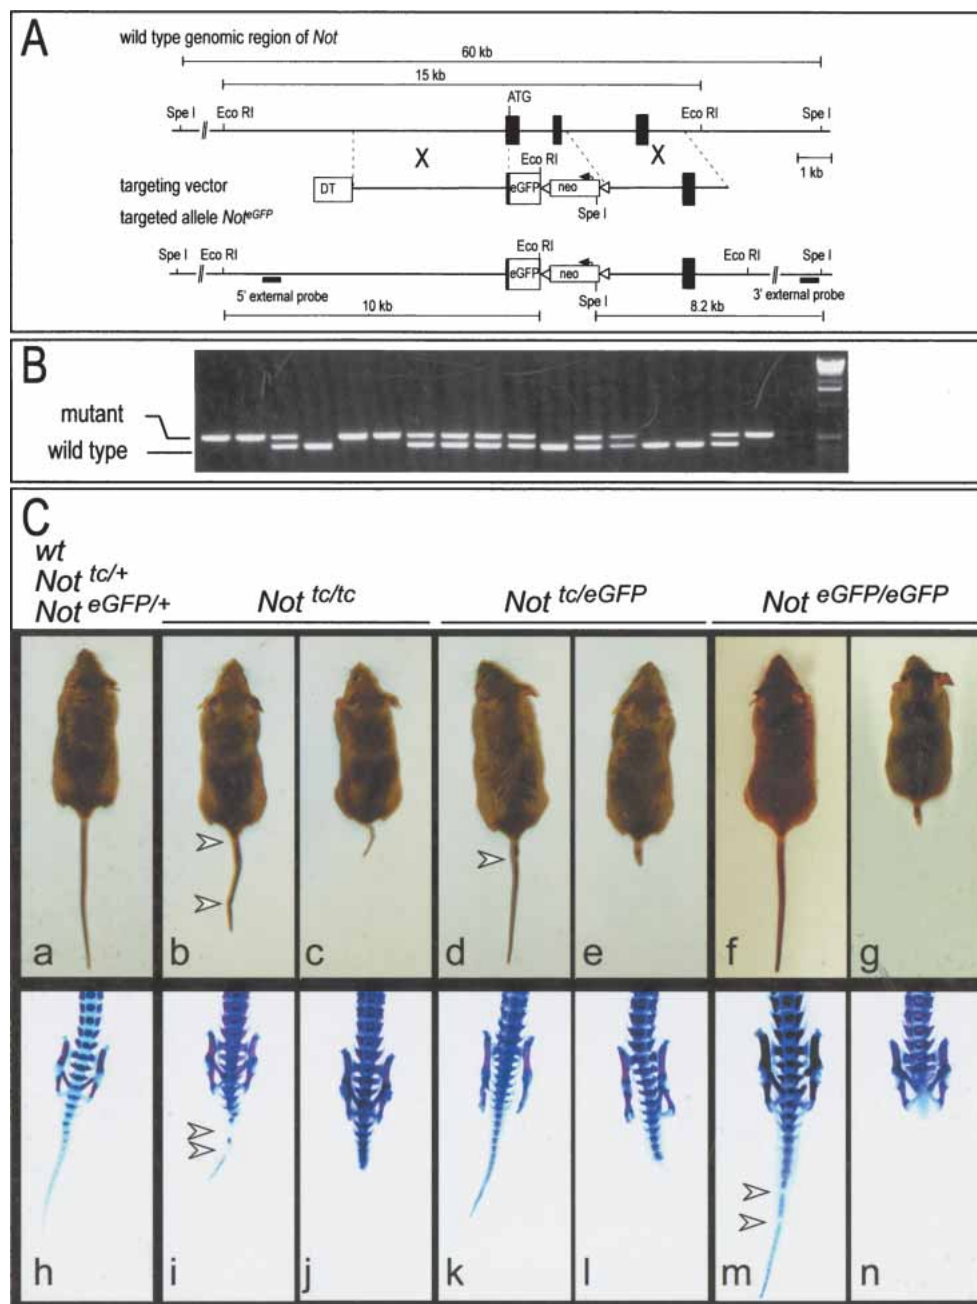 A
wild type genomic region of Not
60 kb
15 kb
ATG
Spe I Eco RI Eco RI Spe I
X X
Eco RI
1 kb
targeting vector
DT eGFP neo
Spe I
targeted allele Not eGFP
Eco RI
Spe I Eco RI Eco RI Spe I
eGFP neo
5' external probe Spe I 3' external probe
10 kb 8.2 kb
B
mutant
wild type
C
wt
Not tc/+
Not eGFP/+
Not tc/tc Not tc/eGFP Not eGFP/eGFP
a b c d e f g
h i j k l m n